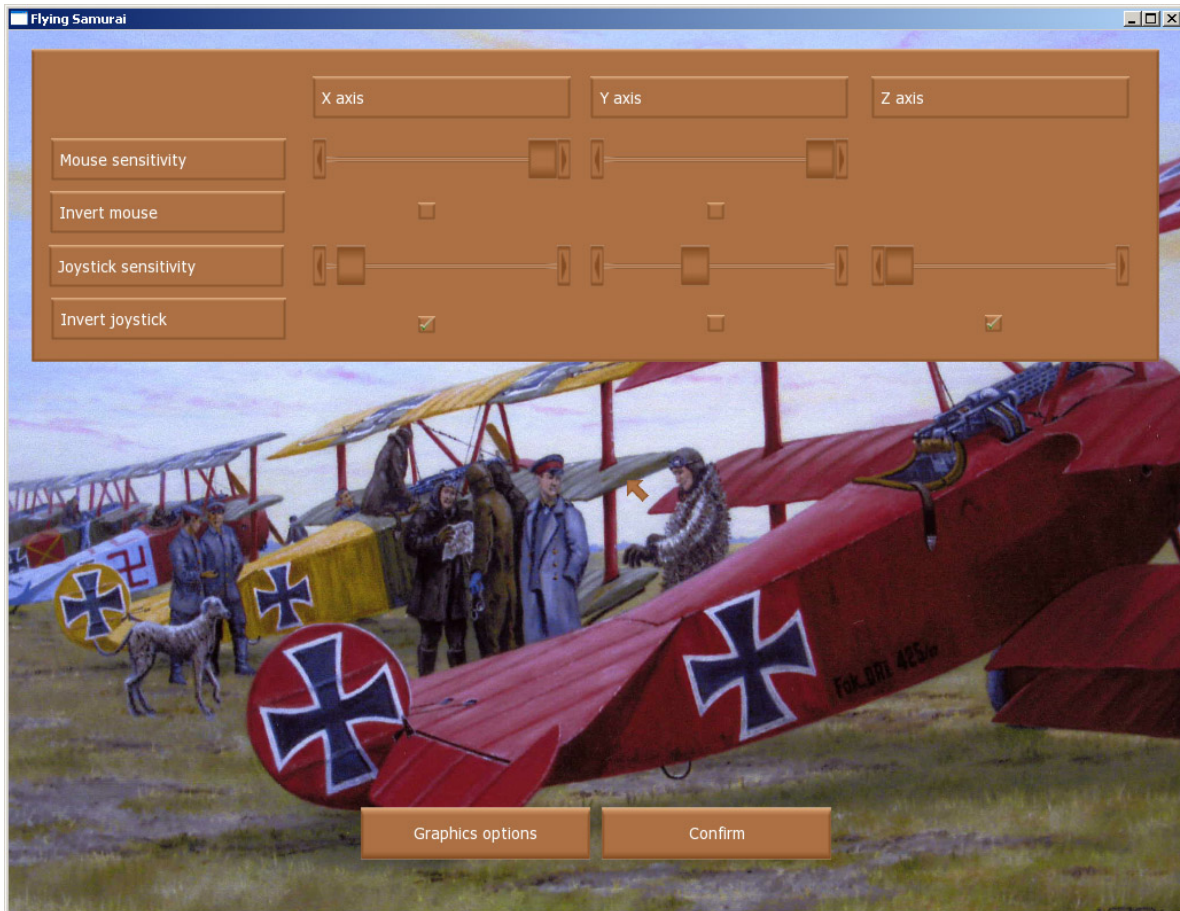 Flying Samurai
X axis
Y axis
Z axis
Mouse sensitivity
Invert mouse
Joystick sensitivity
Invert joystick
Fok. DR1 425/17
Graphics options
Confirm